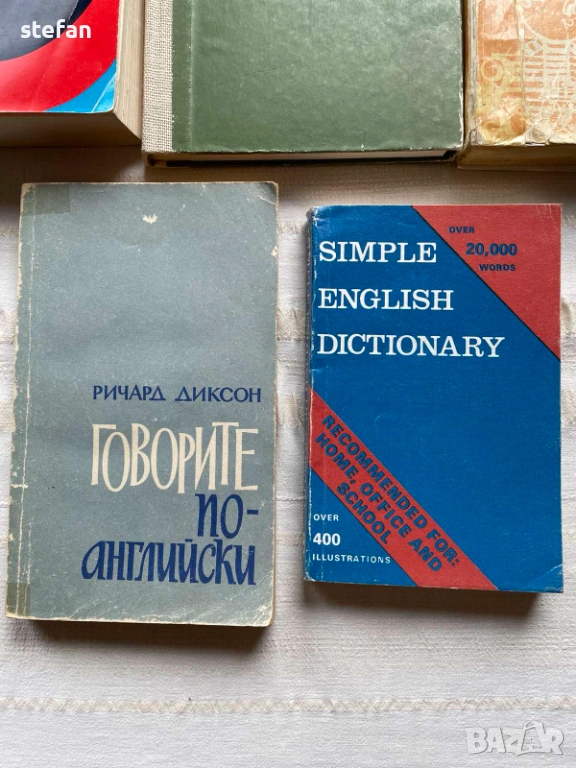 stefan
РИЧАРД ДИКСОН
ГОВОРИТЕ
ПО-
АНГЛИЙСКИ
OVER
20,000
WORDS
SIMPLE
ENGLISH
DICTIONARY
RECOMMENDED FOR:
HOME, OFFICE AND
SCHOOL
OVER
400
ILLUSTRATIONS
BAZAR